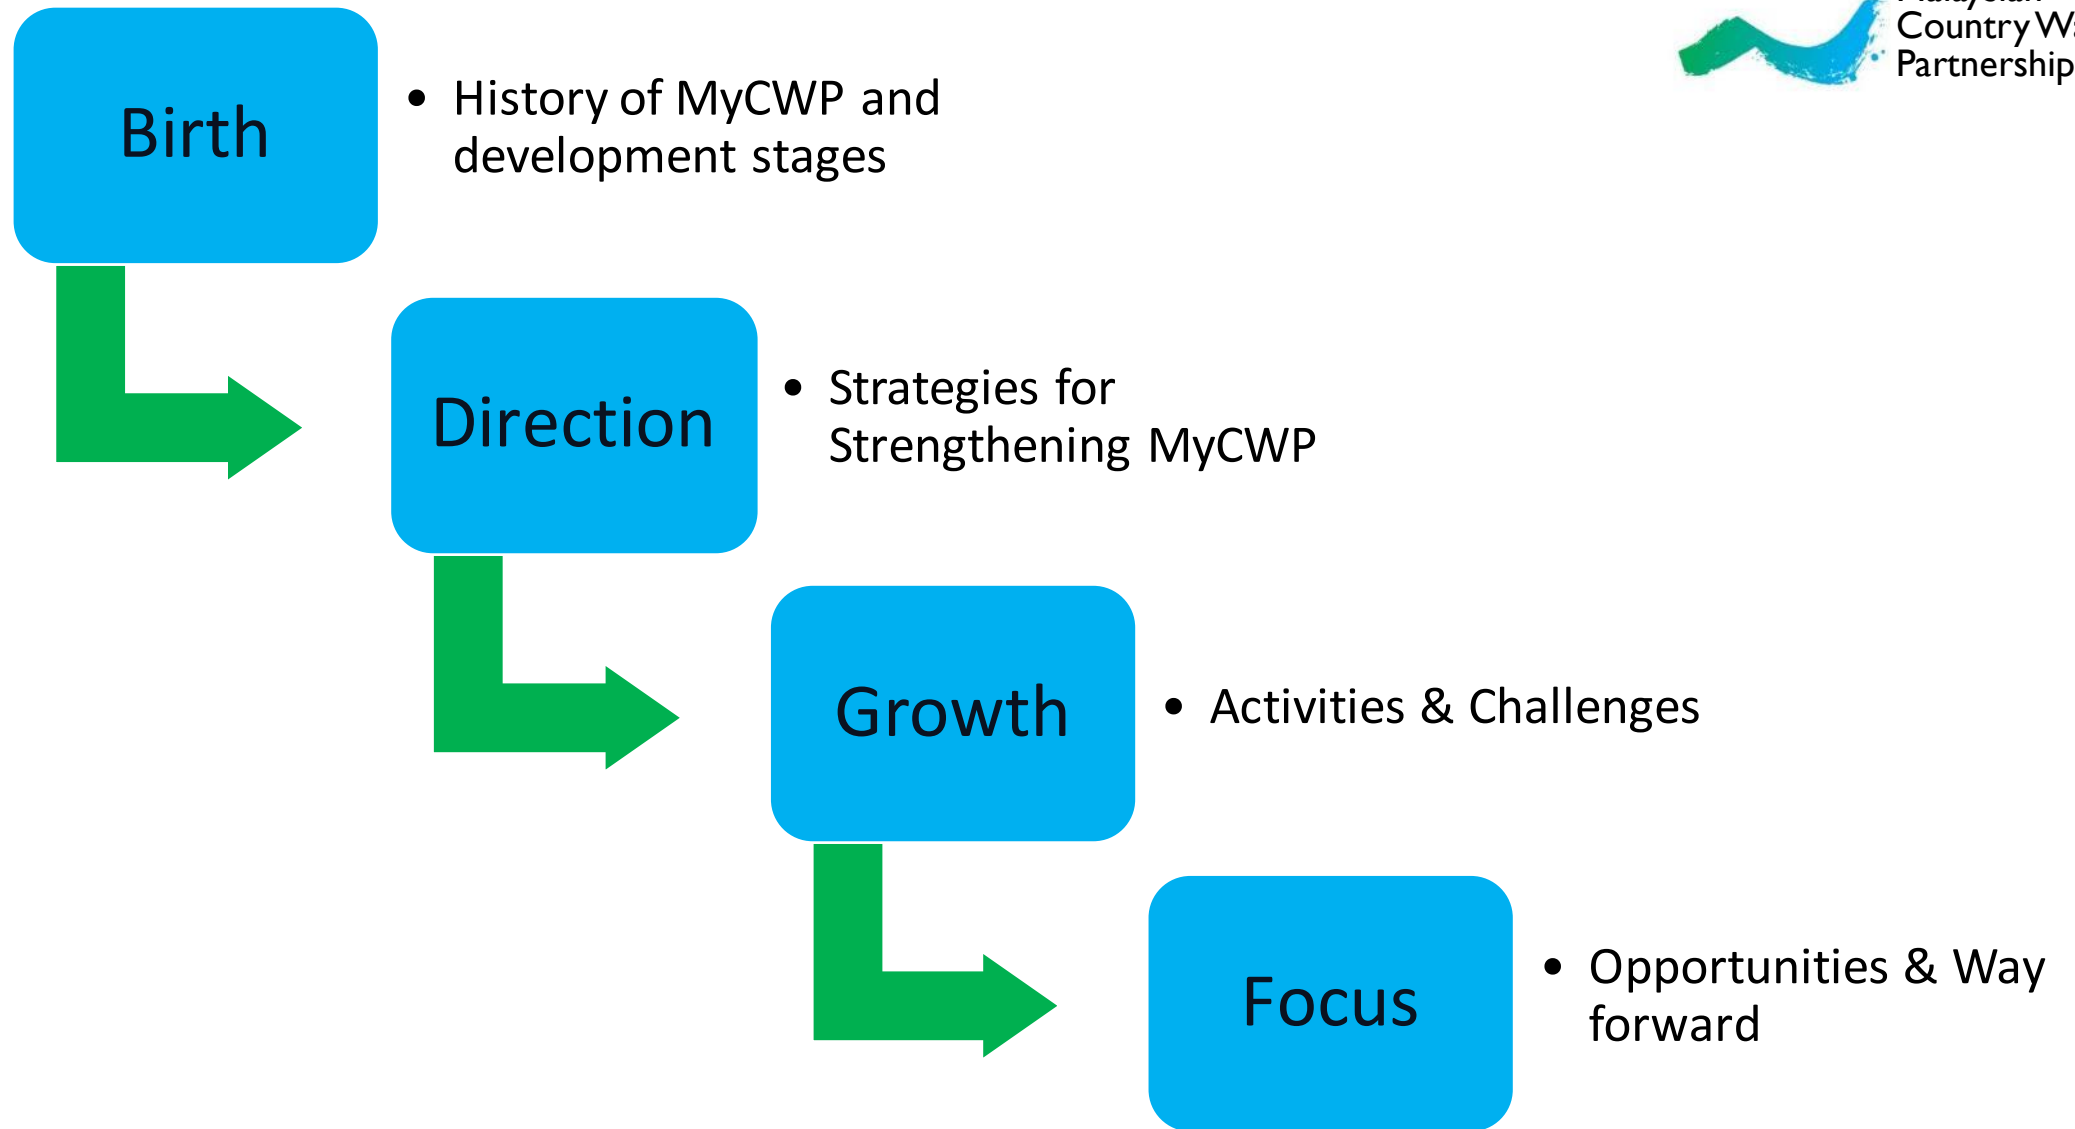 Country
Partnership
Birth
• History of MyCWP and
development stages
Direction
• Strategies for
Strengthening MyCWP
Growth
• Activities & Challenges
Focus
• Opportunities & Way
forward